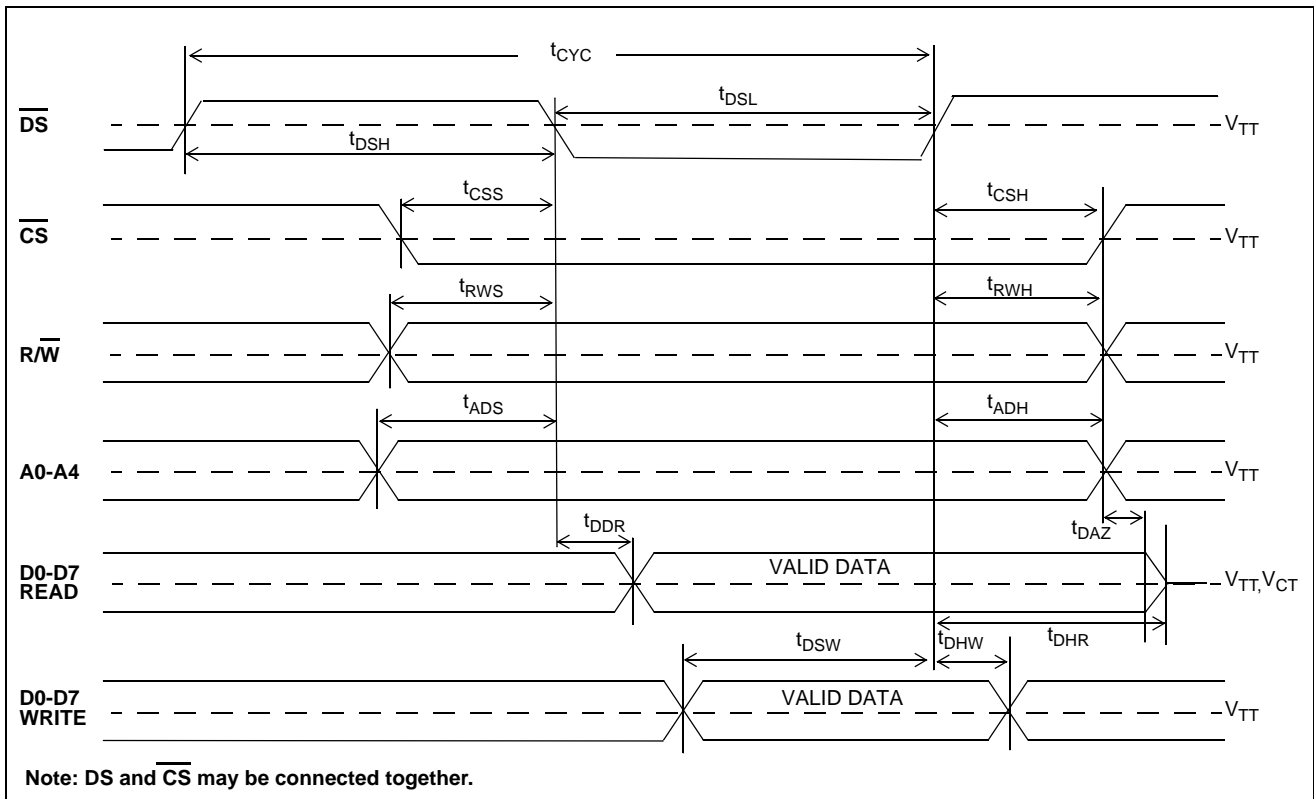 tCYC
tDSL
DS
VTT
tDSH
tCSS
tCSH
CS
VTT
tRWS
tRWH
R/W
VTT
tADS
tADH
A0-A4
VTT
tDDR
tDAZ
D0-D7
READ
VALID DATA
VTT,VCT
tDSW
tDHW
tDHR
D0-D7
WRITE
VALID DATA
VTT
Note: DS and CS may be connected together.